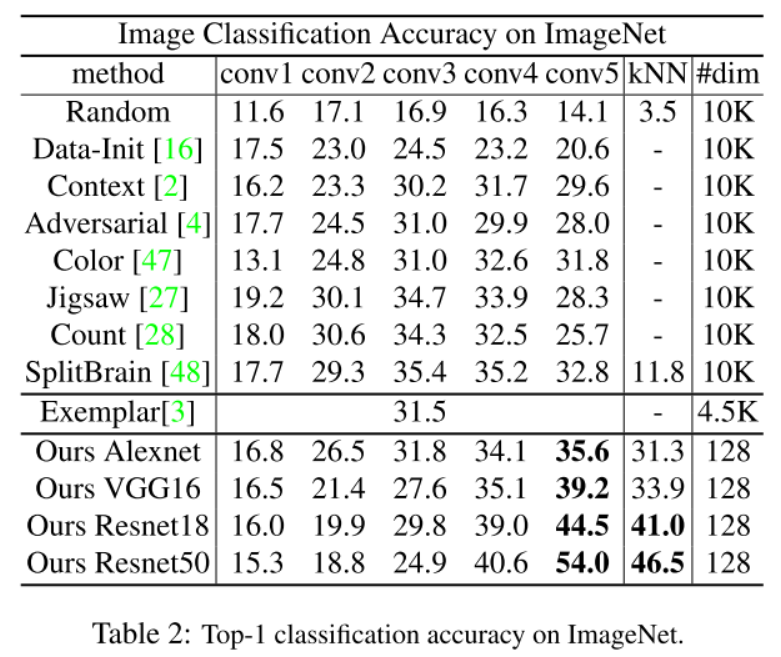 Image Classification Accuracy on ImageNet
method conv1 conv2 conv3 conv4 conv5 kNN #dim
Random 11.6 17.1 16.9 16.3 14.1 3.5 10K
Data-Init [16] 17.5 23.0 24.5 23.2 20.6 - 10K
Context [2] 16.2 23.3 30.2 31.7 29.6 - 10K
Adversarial [4] 17.7 24.5 31.0 29.9 28.0 - 10K
Color [47] 13.1 24.8 31.0 32.6 31.8 - 10K
Jigsaw [27] 19.2 30.1 34.7 33.9 28.3 - 10K
Count [28] 18.0 30.6 34.3 32.5 25.7 - 10K
SplitBrain [48] 17.7 29.3 35.4 35.2 32.8 11.8 10K
Exemplar[3] 31.5 - 4.5K
Ours Alexnet 16.8 26.5 31.8 34.1 35.6 31.3 128
Ours VGG16 16.5 21.4 27.6 35.1 39.2 33.9 128
Ours Resnet18 16.0 19.9 29.8 39.0 44.5 41.0 128
Ours Resnet50 15.3 18.8 24.9 40.6 54.0 46.5 128
Table 2: Top-1 classification accuracy on ImageNet.